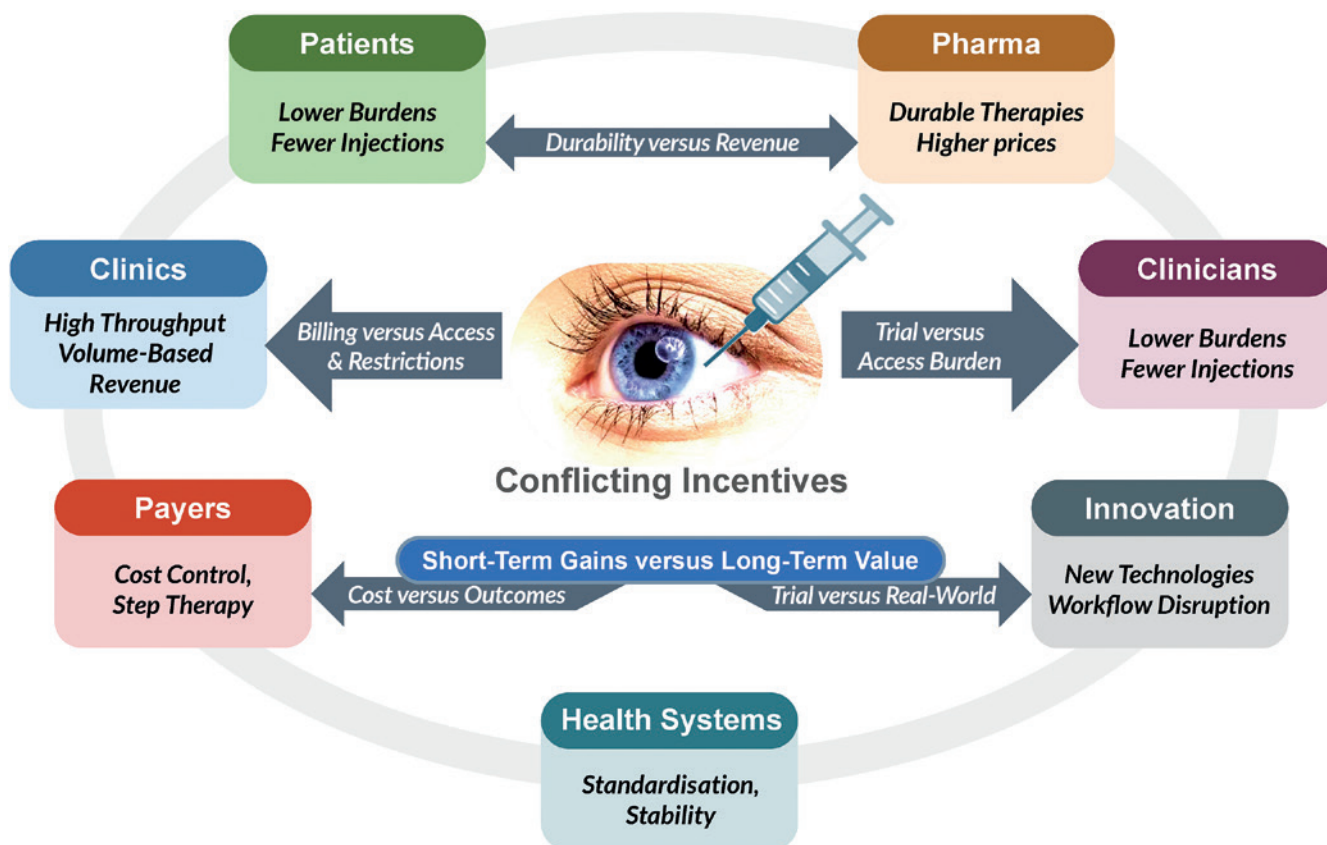 Patients
Lower Burdens
Fewer Injections
Pharma
Durable Therapies
Higher prices
Durability versus Revenue
Clinics
High Throughput
Volume-Based
Revenue
Billing versus Access
& Restrictions
Trial versus
Access Burden
Clinicians
Lower Burdens
Fewer Injections
Conflicting Incentives
Payers
Cost Control,
Step Therapy
Short-Term Gains versus Long-Term Value
Cost versus Outcomes
Trial versus Real-World
Innovation
New Technologies
Workflow Disruption
Health Systems
Standardisation,
Stability